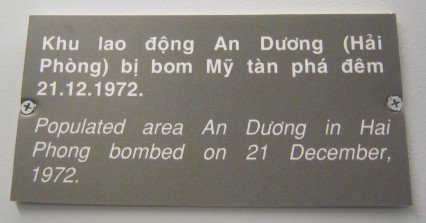 Khu lao động An Dương (Hải
Phòng) bị bom Mỹ tàn phá đêm
21.12.1972.
Populated area An Dương in Hai
Phong bombed on 21 December,
1972.